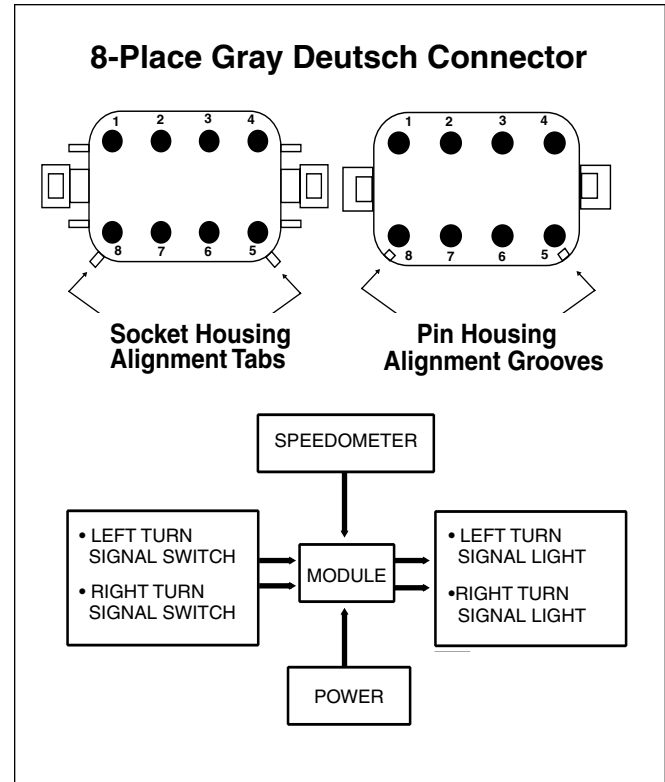 8-Place Gray Deutsch Connector
1 2 3 4
8 7 6 5
1 2 3 4
8 7 6 5
Socket Housing
Alignment Tabs
Pin Housing
Alignment Grooves
SPEEDOMETER
• LEFT TURN
SIGNAL SWITCH
• RIGHT TURN
SIGNAL SWITCH
MODULE
• LEFT TURN
SIGNAL LIGHT
•RIGHT TURN
SIGNAL LIGHT
POWER